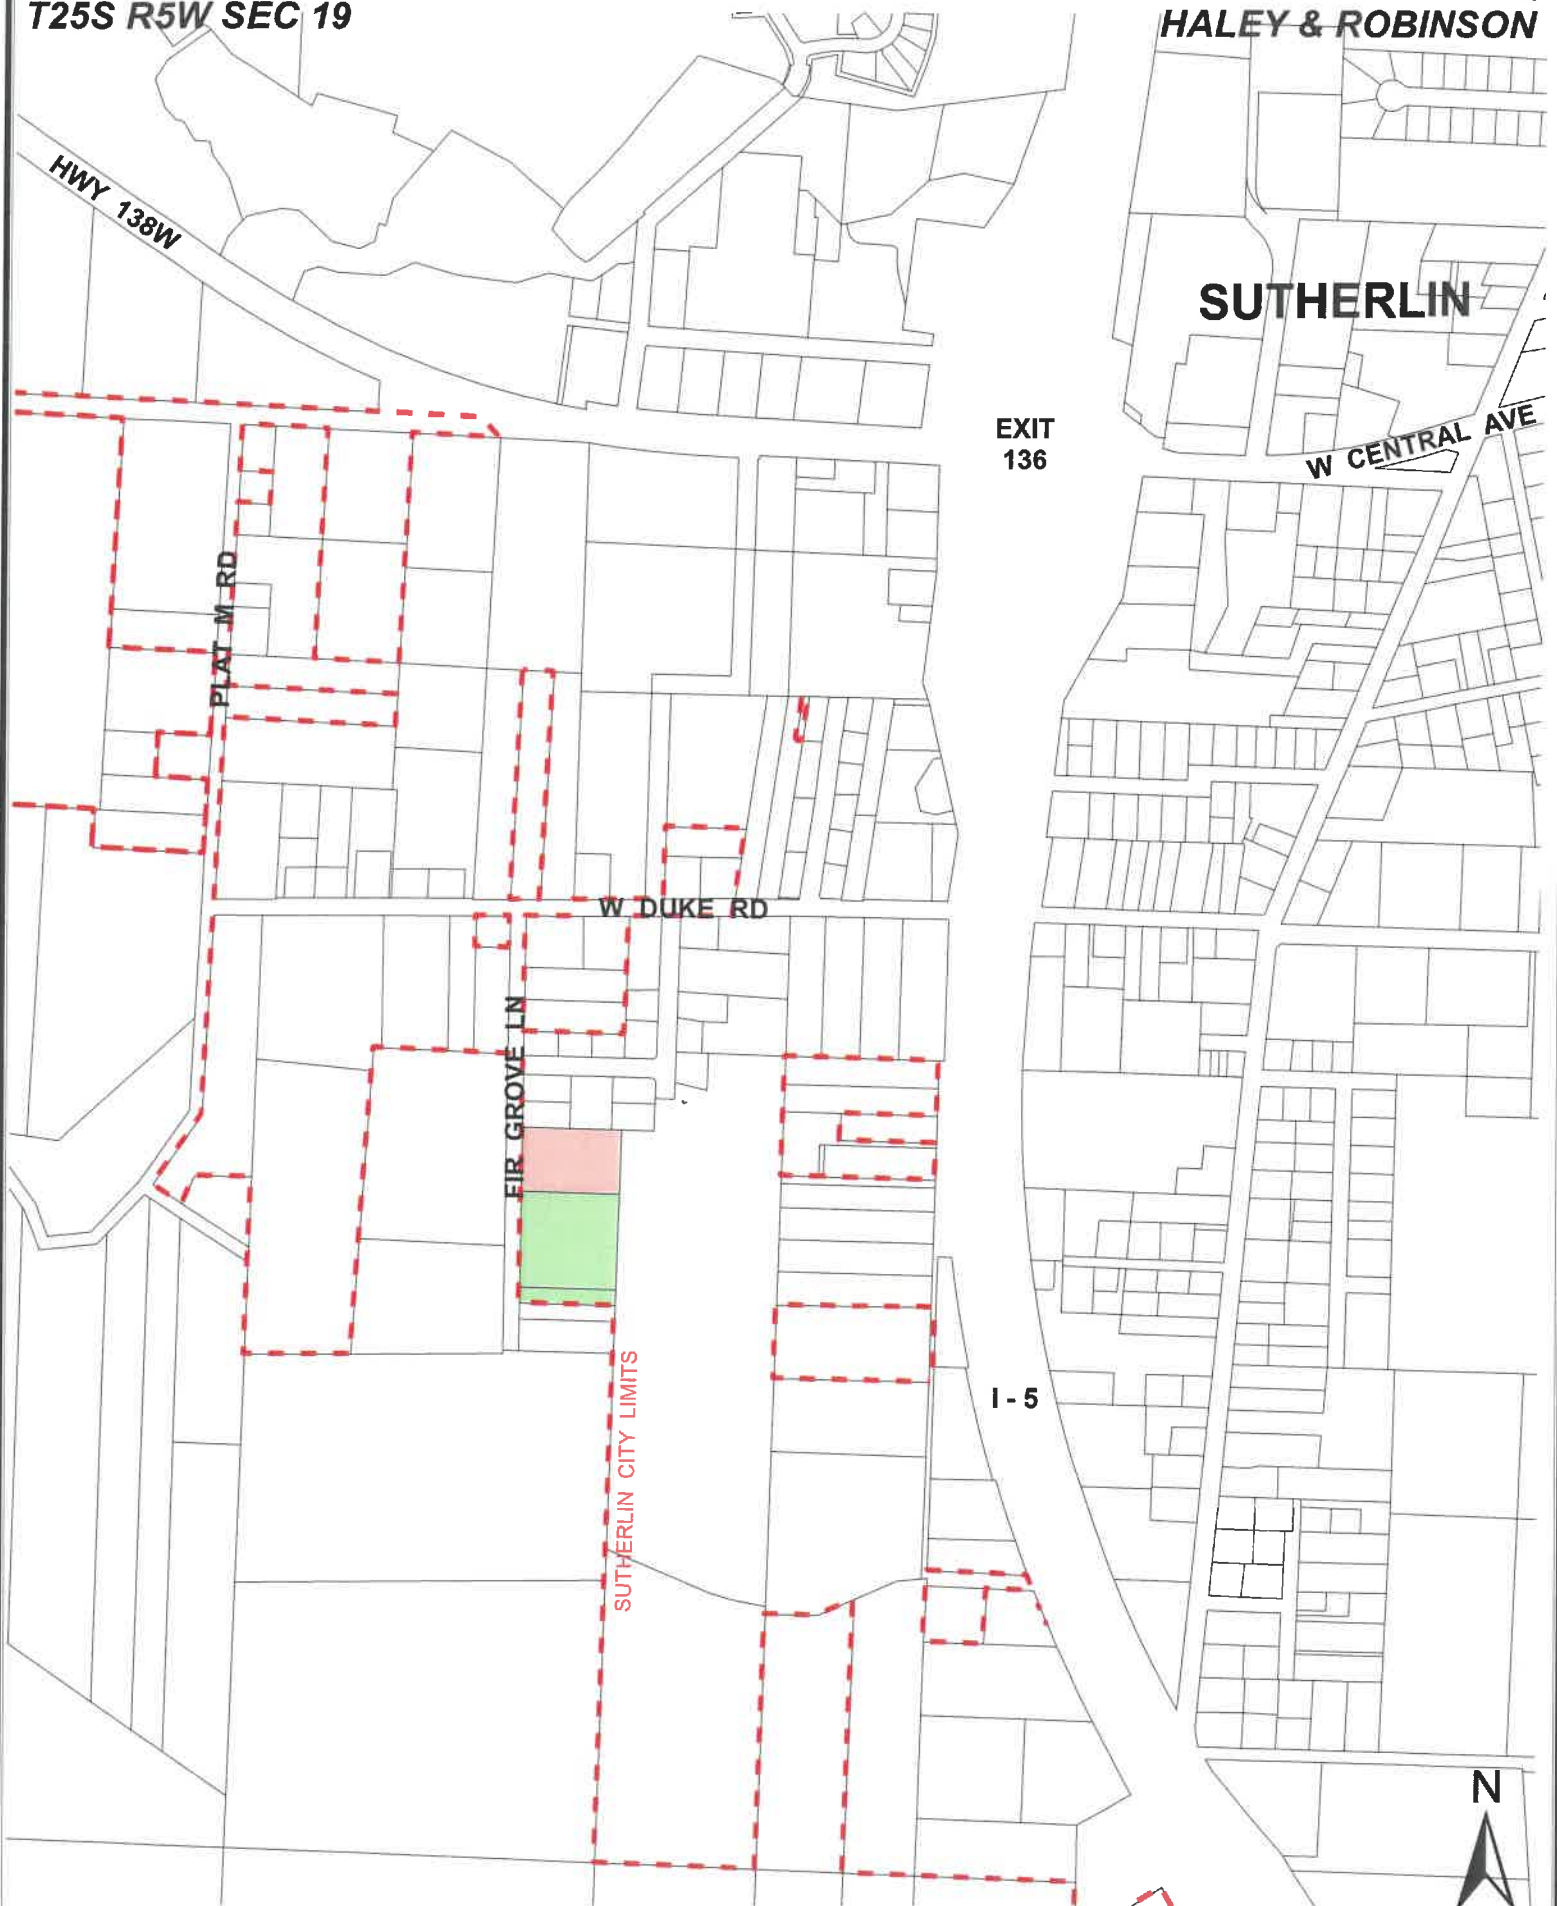 T25S R5W SEC 19
HALEY & ROBINSON
HWY 138W
SUTHERLIN
EXIT
136
W CENTRAL AVE
PLAT M RD
W DUKE RD
FIR GROVE LN
SUTHERLIN CITY LIMITS
I - 5
N